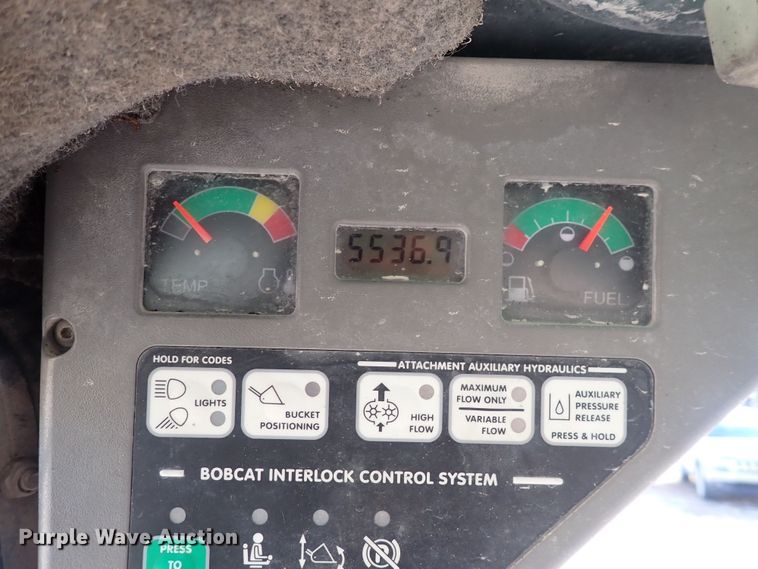 5536.9
TEMP
FUEL
HOLD FOR CODES
ATTACHMENT AUXILIARY HYDRAULICS
LIGHTS
BUCKET
POSITIONING
HIGH
FLOW
MAXIMUM
FLOW ONLY
VARIABLE
FLOW
AUXILIARY
PRESSURE
RELEASE
PRESS & HOLD
BOBCAT INTERLOCK CONTROL SYSTEM
PRESS
TO
Purple Wave Auction